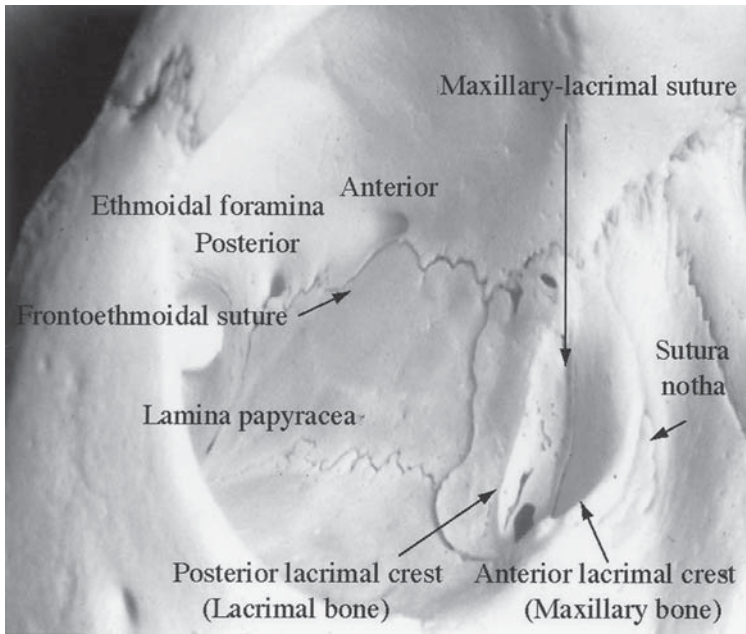 Maxillary-lacrimal suture
Anterior
Ethmoidal foramina
Posterior
Frontoethmoidal suture
Sutura
notha
Lamina papyracea
Posterior lacrimal crest
(Lacrimal bone)
Anterior lacrimal crest
(Maxillary bone)